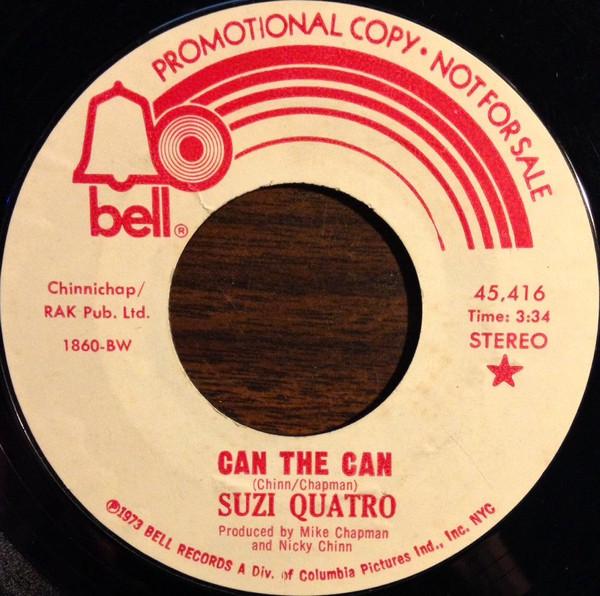 PROMOTIONAL COPY • NOT FOR SALE
bell®
Chinnichap/
RAK Pub. Ltd.
1860-BW
45,416
Time: 3:34
STEREO
CAN THE CAN
(Chinn/Chapman)
SUZI QUATRO
Produced by Mike Chapman
and Nicky Chinn
℗1973 BELL RECORDS A Div. of Columbia Pictures Ind., Inc. NYC